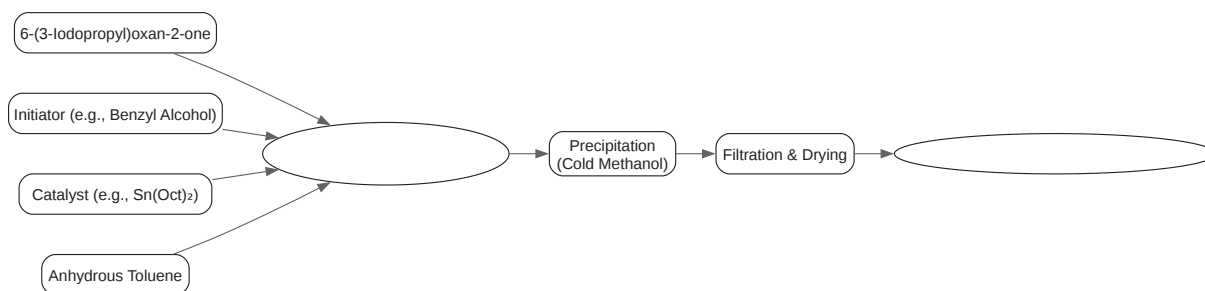 6-(3-Iodopropyl)oxan-2-one
Initiator (e.g., Benzyl Alcohol)
Catalyst (e.g., Sn(Oct)₂)
Anhydrous Toluene
Precipitation
(Cold Methanol)
Filtration & Drying